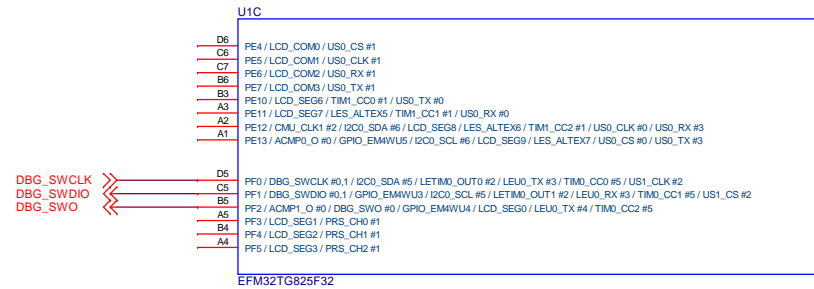 U1C
D6 PE4 / LCD_COM0 / US0_CS #1
C6 PE5 / LCD_COM1 / US0_CLK #1
C7 PE6 / LCD_COM2 / US0_RX #1
B6 PE7 / LCD_COM3 / US0_TX #1
B3 PE10 / LCD_SEG6 / TIM1_CC0 #1 / US0_TX #0
A3 PE11 / LCD_SEG7 / LES_ALTEX5 / TIM1_CC1 #1 / US0_RX #0
A2 PE12 / CMU_CLK1 #2 / I2C0_SDA #6 / LCD_SEG8 / LES_ALTEX6 / TIM1_CC2 #1 / US0_CLK #0 / US0_RX #3
A1 PE13 / ACMP0_O #0 / GPIO_EM4WU5 / I2C0_SCL #6 / LCD_SEG9 / LES_ALTEX7 / US0_CS #0 / US0_TX #3
DBG_SWCLK D5 PF0 / DBG_SWCLK #0,1 / I2C0_SDA #5 / LETIM0_OUT0 #2 / LEU0_TX #3 / TIM0_CC0 #5 / US1_CLK #2
DBG_SWDIO C5 PF1 / DBG_SWDIO #0,1 / GPIO_EM4WU3 / I2C0_SCL #5 / LETIM0_OUT1 #2 / LEU0_RX #3 / TIM0_CC1 #5 / US1_CS #2
DBG_SWO B5 PF2 / ACMP1_O #0 / DBG_SWO #0 / GPIO_EM4WU4 / LCD_SEG0 / LEU0_TX #4 / TIM0_CC2 #5
A5 PF3 / LCD_SEG1 / PRS_CH0 #1
B4 PF4 / LCD_SEG2 / PRS_CH1 #1
A4 PF5 / LCD_SEG3 / PRS_CH2 #1
EFM32TG825F32